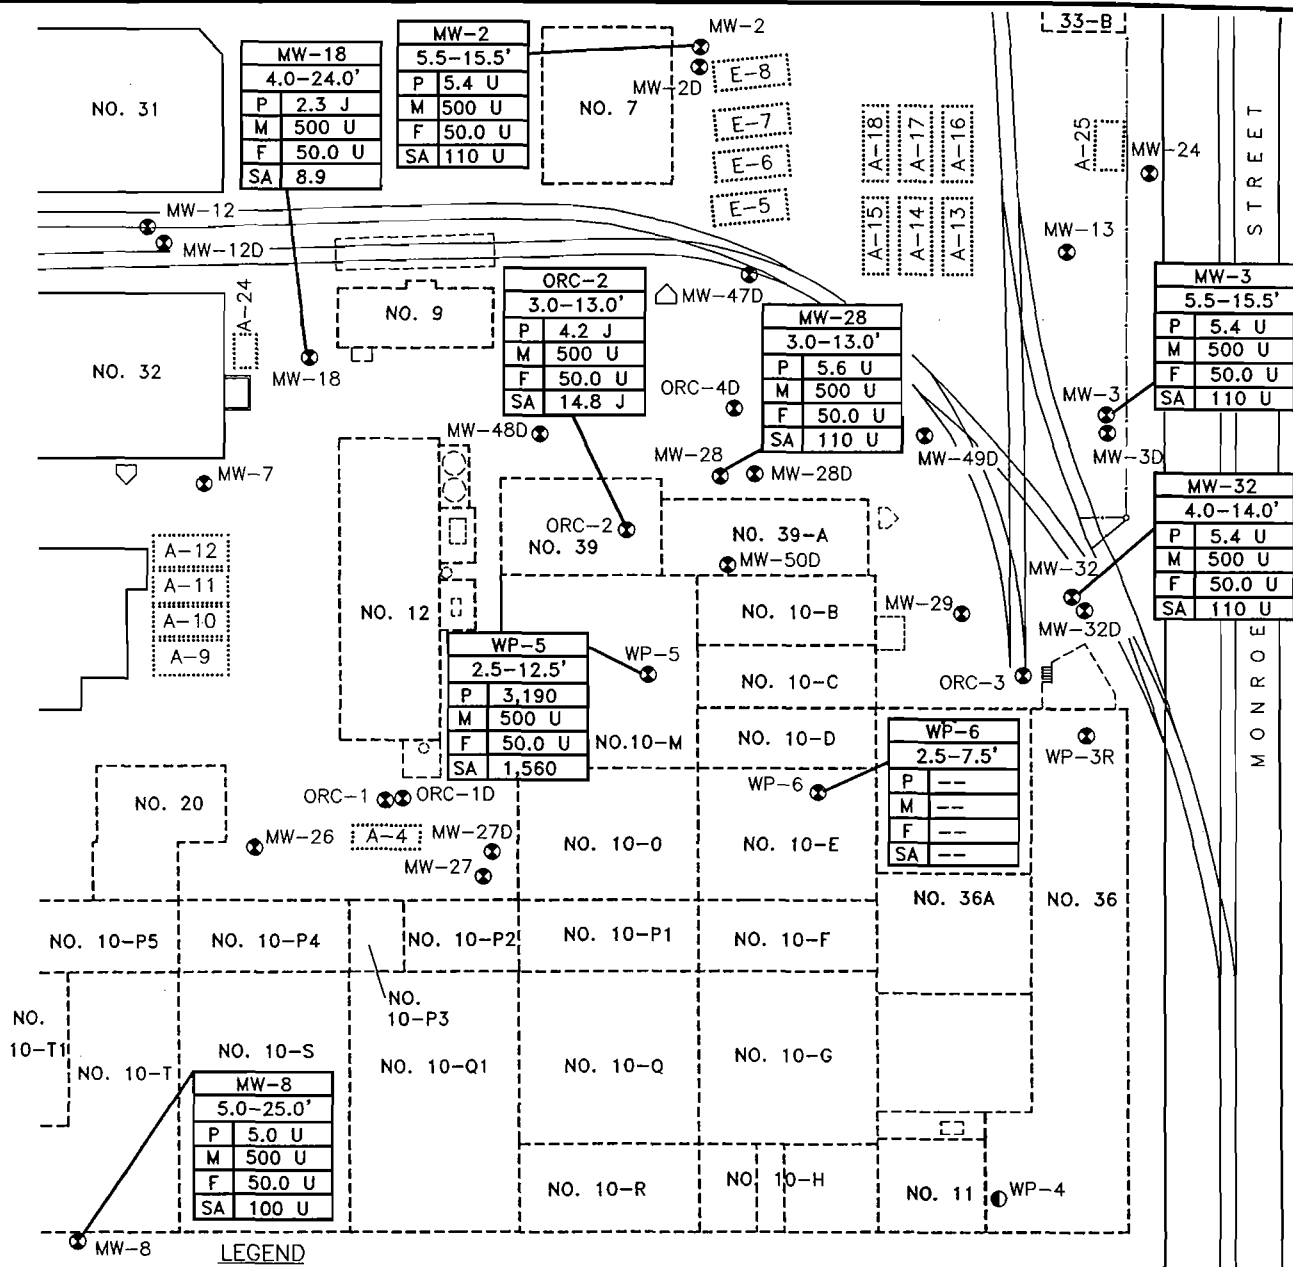 33-B
MW-2
5.5-15.5'
P 5.4 U
M 500 U
F 50.0 U
SA 110 U
MW-18
4.0-24.0'
P 2.3 J
M 500 U
F 50.0 U
SA 8.9
MW-2
MW-2D
NO. 31
NO. 7
E-8
E-7
E-6
E-5
A-18
A-17
A-16
A-15
A-14
A-13
A-25
MW-24
STREET
MW-12
MW-12D
MW-13
A-24
NO. 9
ORC-2
3.0-13.0'
P 4.2 J
M 500 U
F 50.0 U
SA 14.8 J
MW-47D
MW-28
3.0-13.0'
P 5.6 U
M 500 U
F 50.0 U
SA 110 U
MW-3
5.5-15.5'
P 5.4 U
M 500 U
F 50.0 U
SA 110 U
NO. 32
MW-18
ORC-4D
MW-3
MW-3D
MW-48D
MW-49D
MW-7
MW-28
MW-28D
MW-32
4.0-14.0'
P 5.4 U
M 500 U
F 50.0 U
SA 110 U
ORC-2
NO. 39
NO. 39-A
MW-50D
A-12
A-11
A-10
A-9
NO. 12
NO. 10-B
MW-29
MW-32
MW-32D
MONROE
WP-5
2.5-12.5'
P 3,190
M 500 U
F 50.0 U
SA 1,560
WP-5
NO. 10-C
ORC-3
NO.10-M
NO. 10-D
WP-6
2.5-7.5'
P --
M --
F --
SA --
WP-3R
WP-6
NO. 20
ORC-1
ORC-1D
MW-26
A-4
MW-27D
MW-27
NO. 10-O
NO. 10-E
NO. 36A
NO. 36
NO. 10-P5
NO. 10-P4
NO. 10-P2
NO. 10-P1
NO. 10-F
NO.
10-P3
NO.
10-T1
NO. 10-T
NO. 10-S
NO. 10-Q1
NO. 10-Q
NO. 10-G
MW-8
5.0-25.0'
P 5.0 U
M 500 U
F 50.0 U
SA 100 U
NO. 10-R
NO. 10-H
NO. 11
WP-4
MW-8
LEGEND